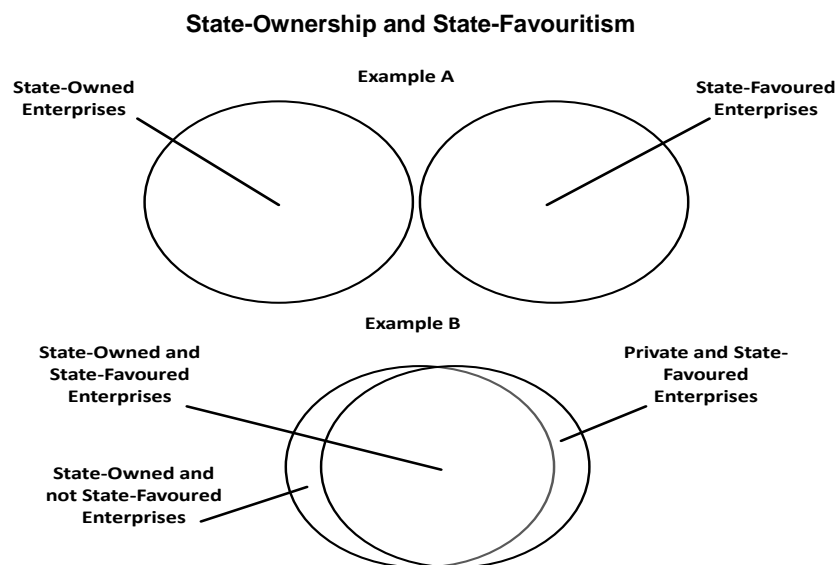 State-Ownership and State-Favouritism
Example A
State-Owned
Enterprises
State-Favoured
Enterprises
Example B
State-Owned and
State-Favoured
Enterprises
Private and State-
Favoured
Enterprises
State-Owned and
not State-Favoured
Enterprises